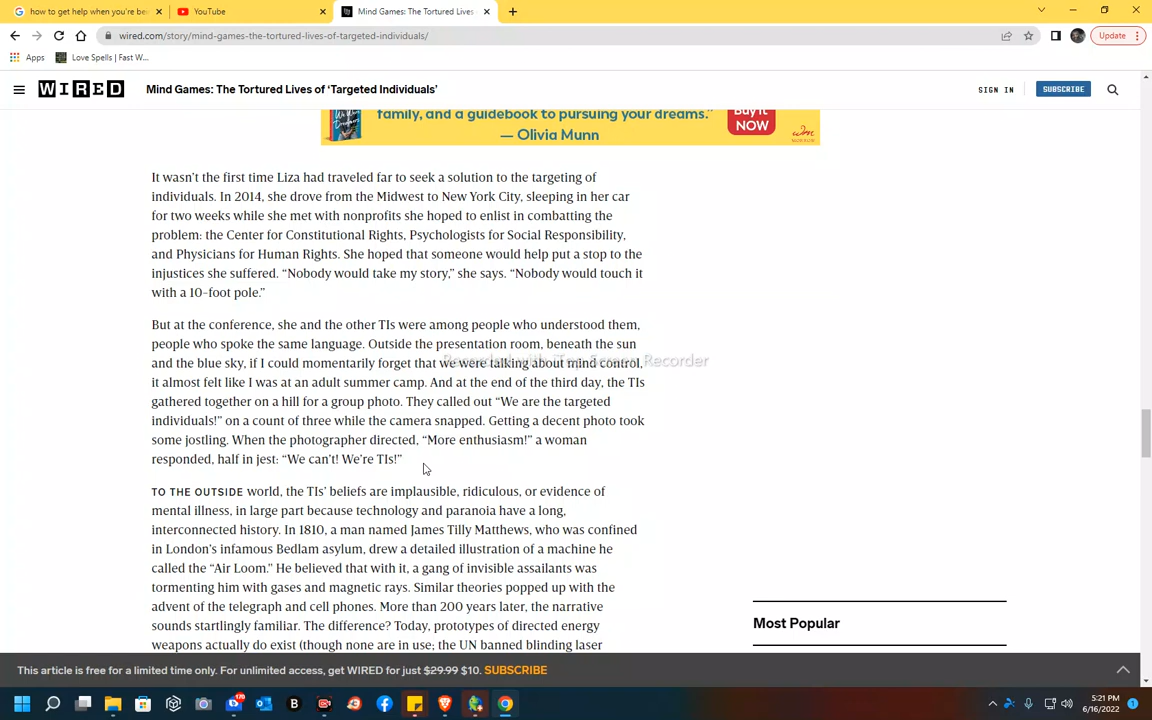 how to get help when you're be
YouTube
Mind Games: The Tortured Lives
wired.com/story/mind-games-the-tortured-lives-of-targeted-individuals/
Update
Apps
Love Spells | Fast W...
WIRED
Mind Games: The Tortured Lives of ‘Targeted Individuals’
SIGN IN
SUBSCRIBE
family, and a guidebook to pursuing your dreams.”
— Olivia Munn
Buy it
NOW
It wasn’t the first time Liza had traveled far to seek a solution to the targeting of
individuals. In 2014, she drove from the Midwest to New York City, sleeping in her car
for two weeks while she met with nonprofits she hoped to enlist in combatting the
problem: the Center for Constitutional Rights, Psychologists for Social Responsibility,
and Physicians for Human Rights. She hoped that someone would help put a stop to the
injustices she suffered. “Nobody would take my story,” she says. “Nobody would touch it
with a 10-foot pole.”
But at the conference, she and the other TIs were among people who understood them,
people who spoke the same language. Outside the presentation room, beneath the sun
and the blue sky, if I could momentarily forget that we were talking about mind control,
it almost felt like I was at an adult summer camp. And at the end of the third day, the TIs
gathered together on a hill for a group photo. They called out “We are the targeted
individuals!” on a count of three while the camera snapped. Getting a decent photo took
some jostling. When the photographer directed, “More enthusiasm!” a woman
responded, half in jest: “We can’t! We’re TIs!”
Recorded with iTop Screen Recorder
TO THE OUTSIDE world, the TIs’ beliefs are implausible, ridiculous, or evidence of
mental illness, in large part because technology and paranoia have a long,
interconnected history. In 1810, a man named James Tilly Matthews, who was confined
in London’s infamous Bedlam asylum, drew a detailed illustration of a machine he
called the “Air Loom.” He believed that with it, a gang of invisible assailants was
tormenting him with gases and magnetic rays. Similar theories popped up with the
advent of the telegraph and cell phones. More than 200 years later, the narrative
sounds startlingly familiar. The difference? Today, prototypes of directed energy
weapons actually do exist (though none are in use; the UN banned blinding laser
Most Popular
This article is free for a limited time only. For unlimited access, get WIRED for just $29.99 $10. SUBSCRIBE
5:21 PM
6/16/2022